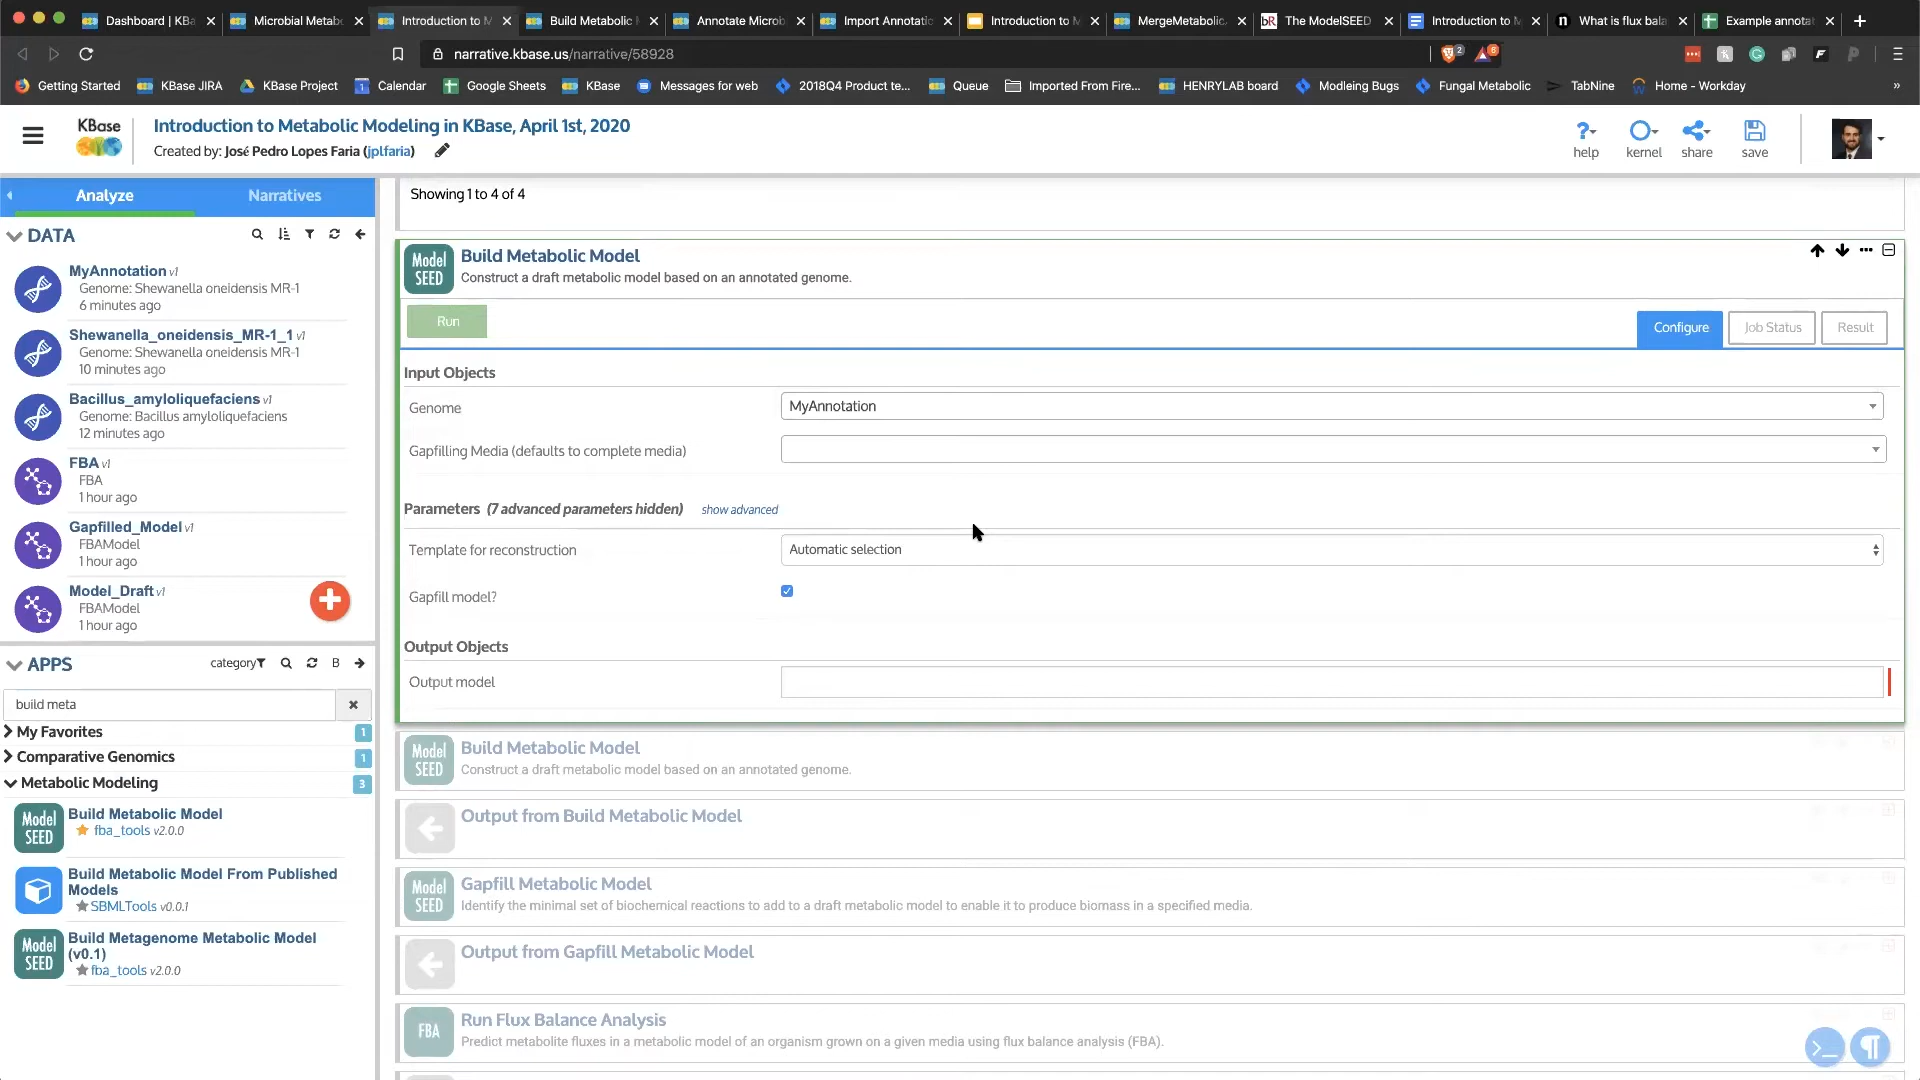 Dashboard | KBa
Microbial Metab
Introduction to M
Build Metabolic
Annotate Microb
Import Annotatic
Introduction to M
MergeMetabolic
bR The ModelSEED
Introduction to M
n What is flux bala
Example annotat
narrative.kbase.us/narrative/58928
2
6
Getting Started
KBase JIRA
KBase Project
Calendar
Google Sheets
KBase
Messages for web
2018Q4 Product te...
Queue
Imported From Fire...
HENRYLAB board
Modleing Bugs
Fungal Metabolic
TabNine
Home - Workday
»
KBase
Introduction to Metabolic Modeling in KBase, April 1st, 2020
Created by: José Pedro Lopes Faria (jplfaria)
help
kernel
share
save
Analyze
Narratives
DATA
MyAnnotation v1
Genome: Shewanella oneidensis MR-1
6 minutes ago
Shewanella_oneidensis_MR-1_1 v1
Genome: Shewanella oneidensis MR-1
10 minutes ago
Bacillus_amyloliquefaciens v1
Genome: Bacillus amyloliquefaciens
12 minutes ago
FBA v1
FBA
1 hour ago
Gapfilled_Model v1
FBAModel
1 hour ago
Model_Draft v1
FBAModel
1 hour ago
APPS
category
B
build meta
My Favorites
1
Comparative Genomics
1
Metabolic Modeling
3
Model SEED
Build Metabolic Model
fba_tools v2.0.0
Build Metabolic Model From Published
Models
SBMLTools v0.0.1
Model SEED
Build Metagenome Metabolic Model
(v0.1)
fba_tools v2.0.0
Showing 1 to 4 of 4
Model SEED
Build Metabolic Model
Construct a draft metabolic model based on an annotated genome.
Run
Configure
Job Status
Result
Input Objects
Genome
MyAnnotation
Gapfilling Media (defaults to complete media)
Parameters (7 advanced parameters hidden) show advanced
Template for reconstruction
Automatic selection
Gapfill model?
Output Objects
Output model
Model SEED
Build Metabolic Model
Construct a draft metabolic model based on an annotated genome.
Output from Build Metabolic Model
Model SEED
Gapfill Metabolic Model
Identify the minimal set of biochemical reactions to add to a draft metabolic model to enable it to produce biomass in a specified media.
Output from Gapfill Metabolic Model
FBA
Run Flux Balance Analysis
Predict metabolite fluxes in a metabolic model of an organism grown on a given media using flux balance analysis (FBA).